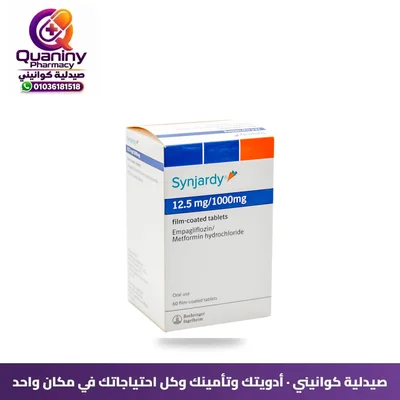 Quaniny
Pharmacy
صيدلية كوانيني
01036181518
Synjardy
12.5 mg/1000mg
film-coated tablets
Empagliflozin/
Metformin hydrochloride
Oral use
60 film-coated tablets
Boehringer
Ingelheim
صيدلية كوانيني - أدويتك وتأمينك وكل احتياجاتك في مكان واحد